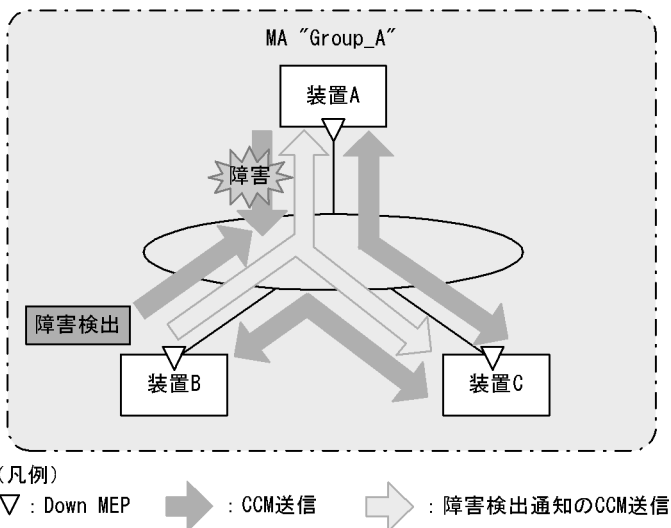 MA "Group_A"
装置A
障害
障害検出
装置B
装置C
(凡例)
▽ : Down MEP : CCM送信 : 障害検出通知のCCM送信